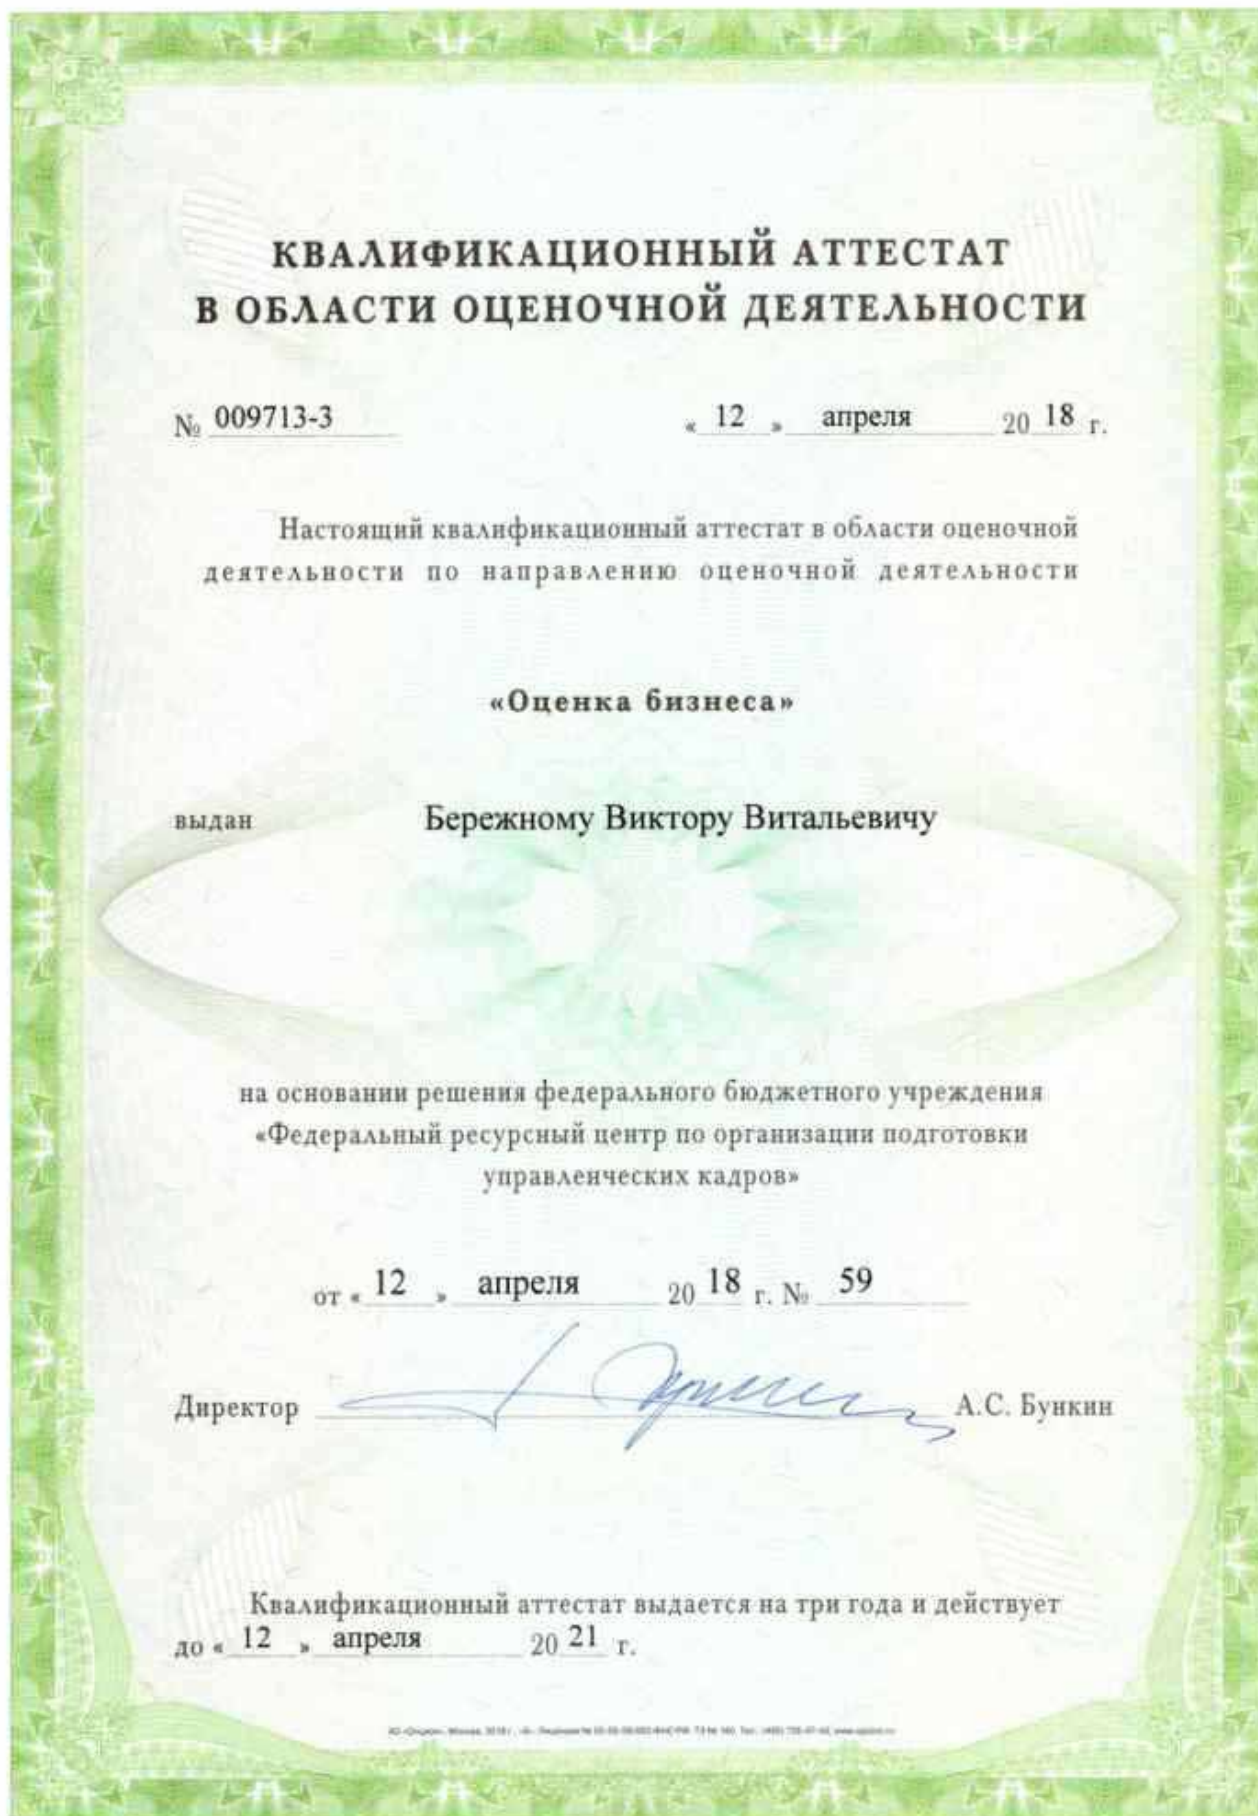 КВАЛИФИКАЦИОННЫЙ АТТЕСТАТ
В ОБЛАСТИ ОЦЕНОЧНОЙ ДЕЯТЕЛЬНОСТИ
№ 009713-3 « 12 » апреля 20 18 г.
Настоящий квалификационный аттестат в области оценочной
деятельности по направлению оценочной деятельности
«Оценка бизнеса»
выдан Бережному Виктору Витальевичу
на основании решения федерального бюджетного учреждения
«Федеральный ресурсный центр по организации подготовки
управленческих кадров»
от « 12 » апреля 20 18 г. № 59
Директор А.С. Бункин
Квалификационный аттестат выдается на три года и действует
до « 12 » апреля 20 21 г.